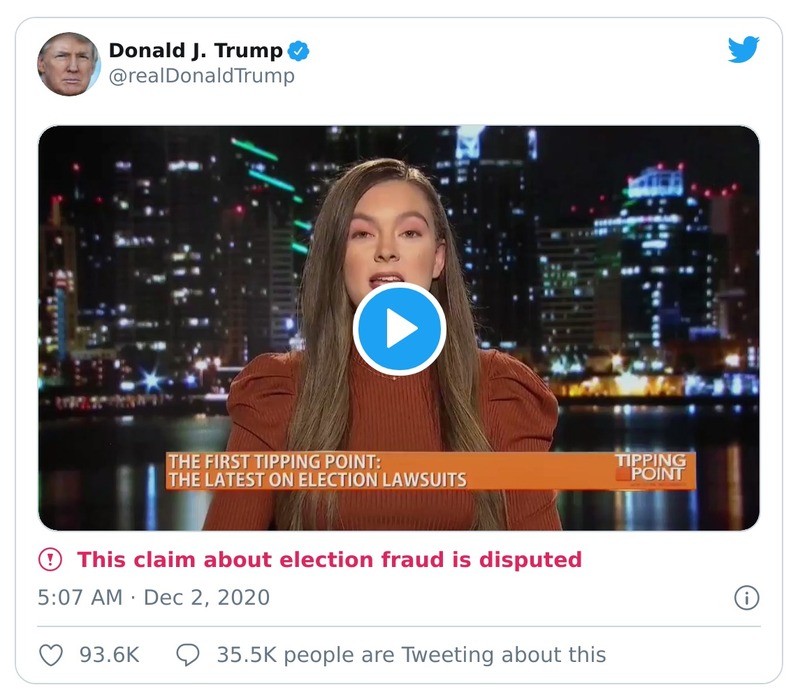 Donald J. Trump
@realDonaldTrump
THE FIRST TIPPING POINT:
THE LATEST ON ELECTION LAWSUITS
TIPPING
POINT
This claim about election fraud is disputed
5:07 AM · Dec 2, 2020
93.6K 35.5K people are Tweeting about this